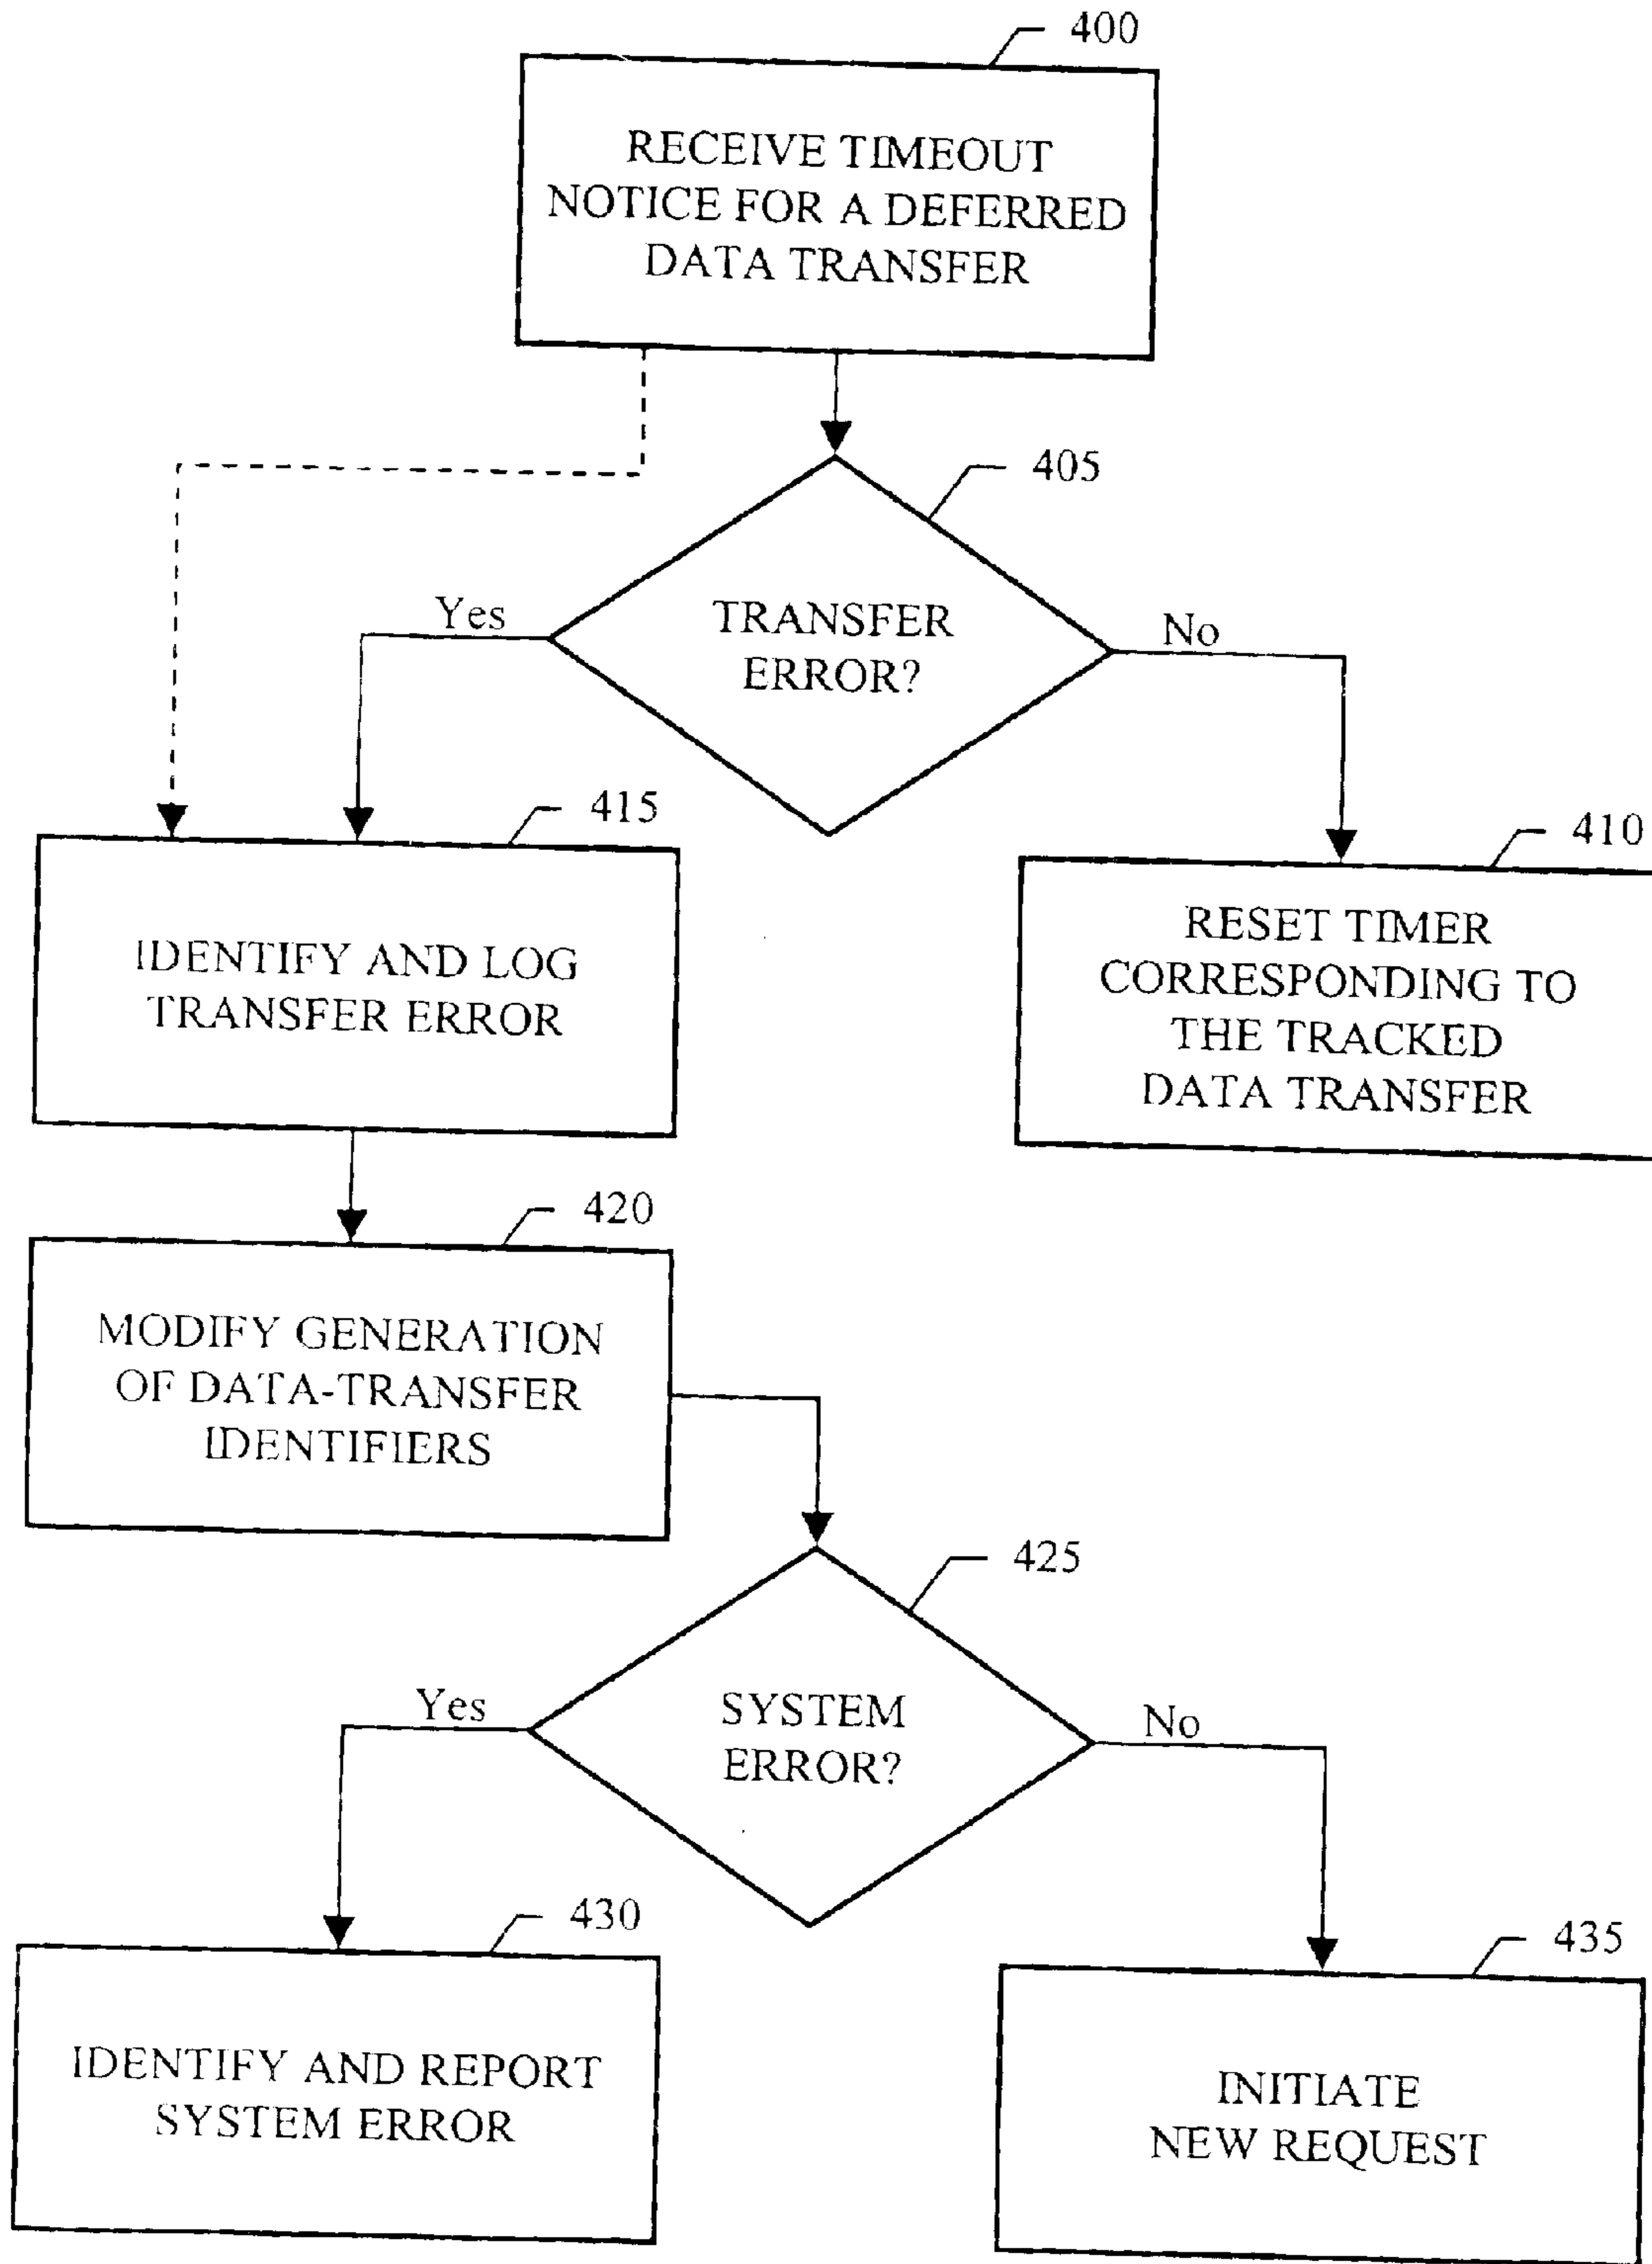 400
RECEIVE TIMEOUT
NOTICE FOR A DEFERRED
DATA TRANSFER
405
TRANSFER
ERROR?
Yes
No
415
IDENTIFY AND LOG
TRANSFER ERROR
410
RESET TIMER
CORRESPONDING TO
THE TRACKED
DATA TRANSFER
420
MODIFY GENERATION
OF DATA-TRANSFER
IDENTIFIERS
425
SYSTEM
ERROR?
Yes
No
430
IDENTIFY AND REPORT
SYSTEM ERROR
435
INITIATE
NEW REQUEST